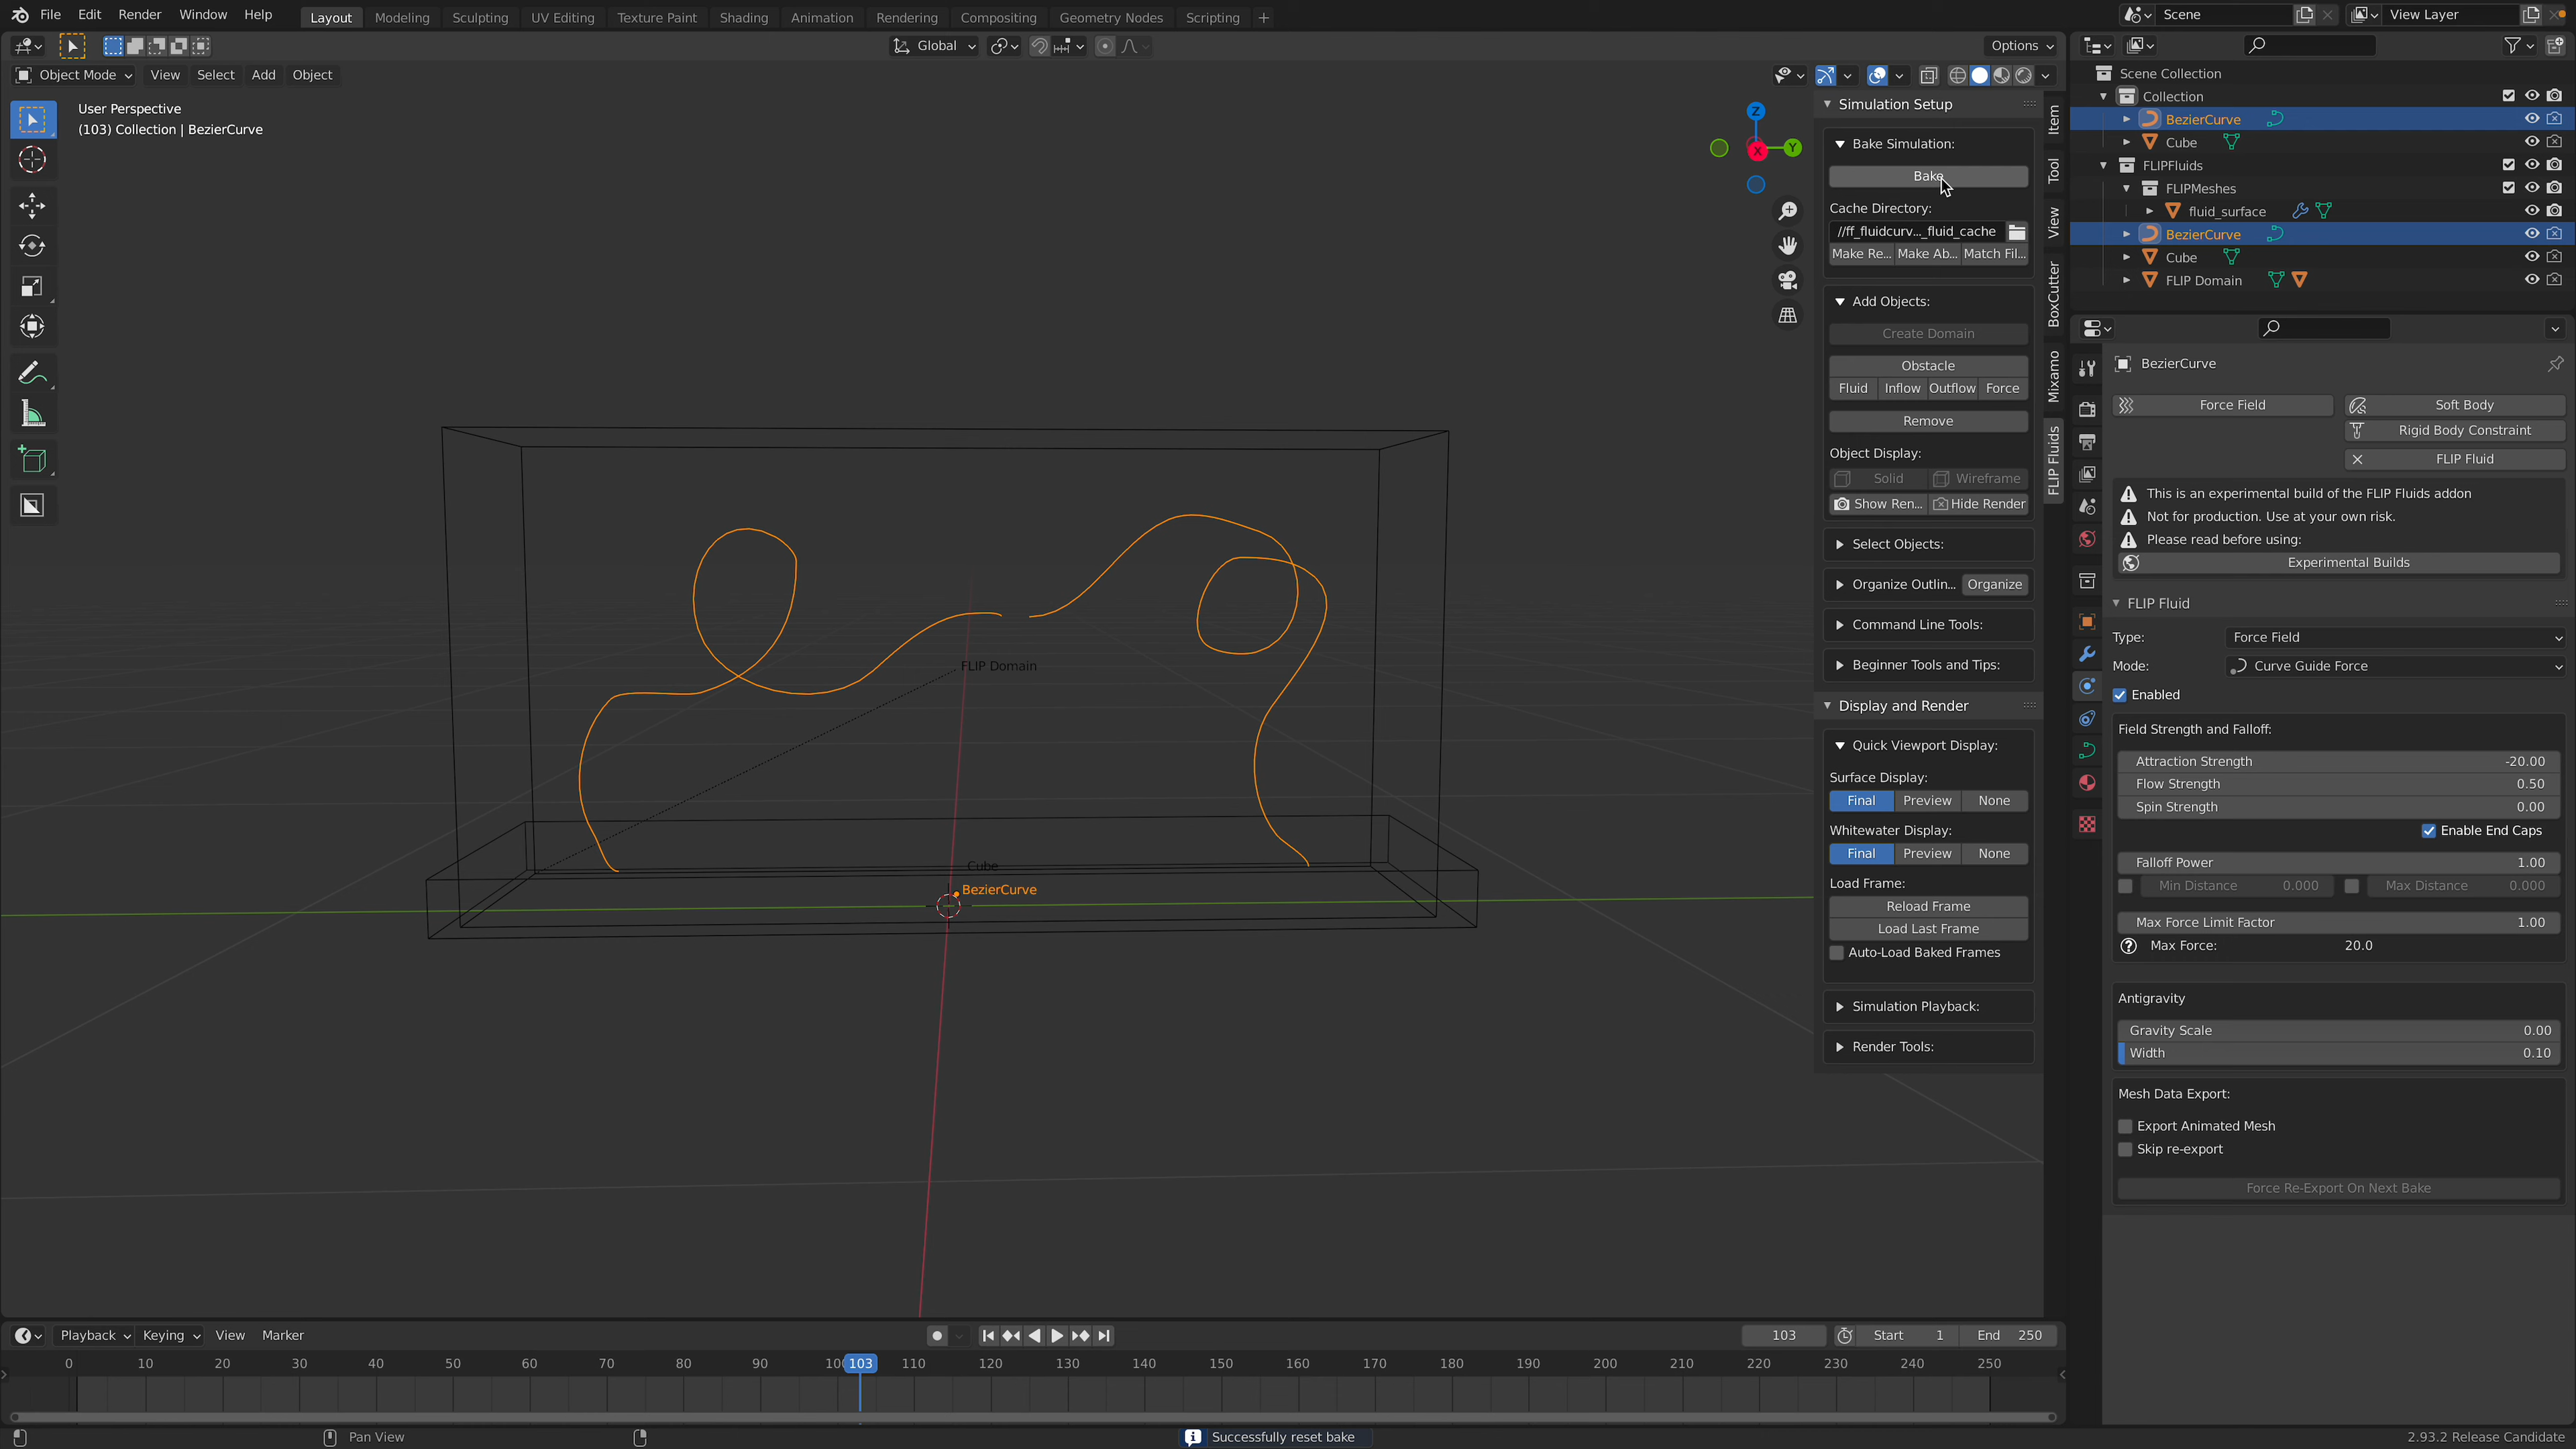 File Edit Render Window Help Layout Modeling Sculpting UV Editing Texture Paint Shading Animation Rendering Compositing Geometry Nodes Scripting Scene View Layer
Global Options
Object Mode View Select Add Object
User Perspective
(103) Collection | BezierCurve
Z
X
Y
FLIP Domain
Cube
BezierCurve
Simulation Setup
Bake Simulation:
Bake
Cache Directory:
//ff_fluidcurv..._fluid_cache
Make Re... Make Ab... Match Fil...
Add Objects:
Create Domain
Obstacle
Fluid Inflow Outflow Force
Remove
Object Display:
Solid Wireframe
Show Ren... Hide Render
Select Objects:
Organize Outlin... Organize
Command Line Tools:
Beginner Tools and Tips:
Display and Render
Quick Viewport Display:
Surface Display:
Final Preview None
Whitewater Display:
Final Preview None
Load Frame:
Reload Frame
Load Last Frame
Auto-Load Baked Frames
Simulation Playback:
Render Tools:
Item
Tool
View
BoxCutter
Mixamo
FLIP Fluids
Scene Collection
Collection
BezierCurve
Cube
FLIPFluids
FLIPMeshes
fluid_surface
BezierCurve
Cube
FLIP Domain
BezierCurve
Force Field Soft Body
Rigid Body Constraint
FLIP Fluid
This is an experimental build of the FLIP Fluids addon
Not for production. Use at your own risk.
Please read before using:
Experimental Builds
FLIP Fluid
Type: Force Field
Mode: Curve Guide Force
Enabled
Field Strength and Falloff:
Attraction Strength -20.00
Flow Strength 0.50
Spin Strength 0.00
Enable End Caps
Falloff Power 1.00
Min Distance 0.000 Max Distance 0.000
Max Force Limit Factor 1.00
Max Force: 20.0
Antigravity
Gravity Scale 0.00
Width 0.10
Mesh Data Export:
Export Animated Mesh
Skip re-export
Force Re-Export On Next Bake
Playback Keying View Marker 103 Start 1 End 250
0 10 20 30 40 50 60 70 80 90 10 103 110 120 130 140 150 160 170 180 190 200 210 220 230 240 250
Pan View Successfully reset bake 2.93.2 Release Candidate